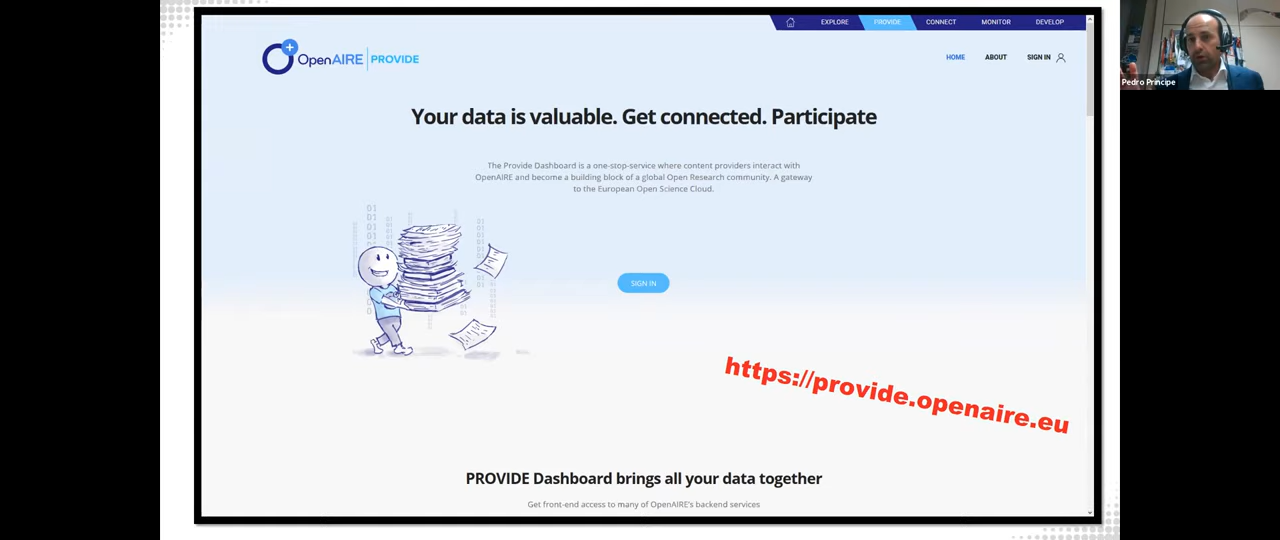 EXPLORE PROVIDE CONNECT MONITOR DEVELOP
OpenAIRE PROVIDE
HOME ABOUT SIGN IN
Pedro Príncipe
Your data is valuable. Get connected. Participate
The Provide Dashboard is a one-stop-service where content providers interact with
OpenAIRE and become a building block of a global Open Research community. A gateway
to the European Open Science Cloud.
SIGN IN
https://provide.openaire.eu
PROVIDE Dashboard brings all your data together
Get front-end access to many of OpenAIRE's backend services